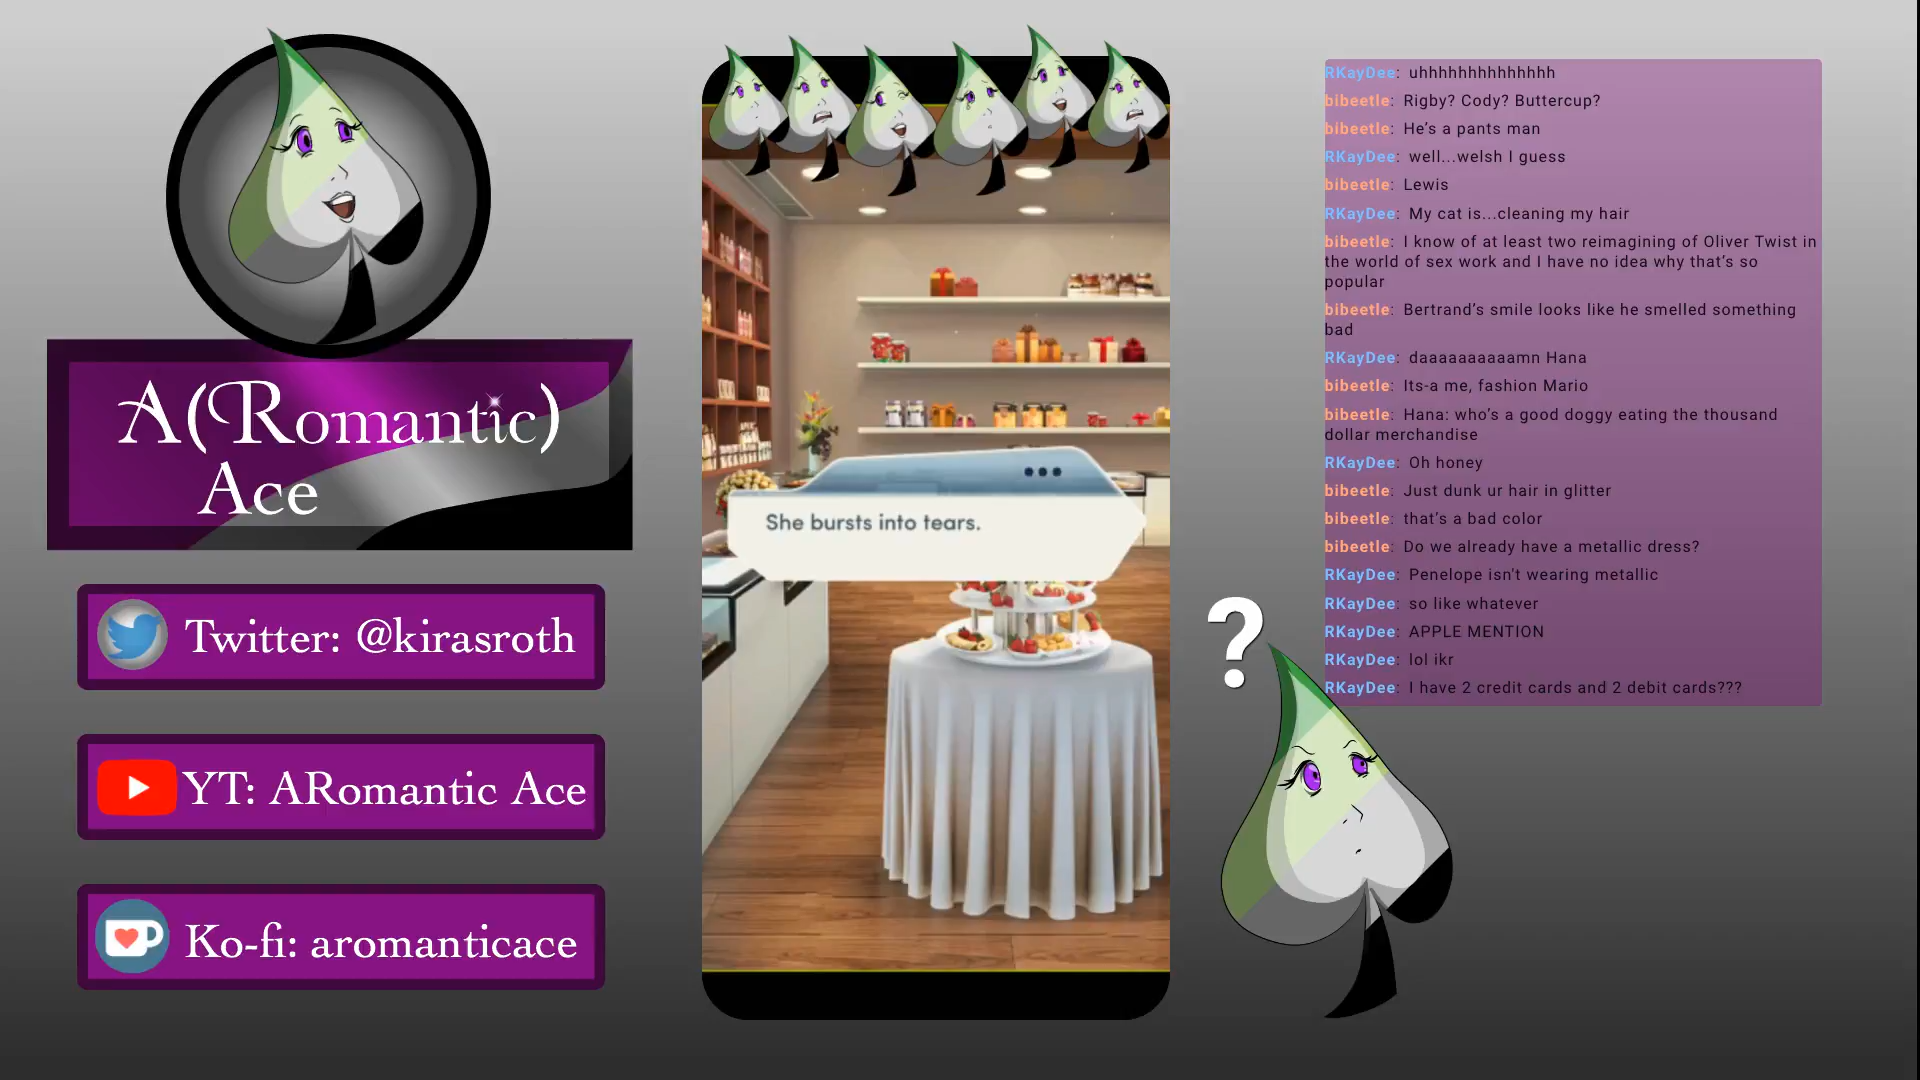 A(Romantic)
Ace
Twitter: @kirasroth
YT: ARomantic Ace
Ko-fi: aromanticace
She bursts into tears.
?
RKayDee: uhhhhhhhhhhhhhh
bibeetle: Rigby? Cody? Buttercup?
bibeetle: He's a pants man
RKayDee: well...welsh I guess
bibeetle: Lewis
RKayDee: My cat is...cleaning my hair
bibeetle: I know of at least two reimagining of Oliver Twist in
the world of sex work and I have no idea why that's so
popular
bibeetle: Bertrand's smile looks like he smelled something
bad
RKayDee: daaaaaaaaaamn Hana
bibeetle: Its-a me, fashion Mario
bibeetle: Hana: who's a good doggy eating the thousand
dollar merchandise
RKayDee: Oh honey
bibeetle: Just dunk ur hair in glitter
bibeetle: that's a bad color
bibeetle: Do we already have a metallic dress?
RKayDee: Penelope isn't wearing metallic
RKayDee: so like whatever
RKayDee: APPLE MENTION
RKayDee: lol ikr
RKayDee: I have 2 credit cards and 2 debit cards???